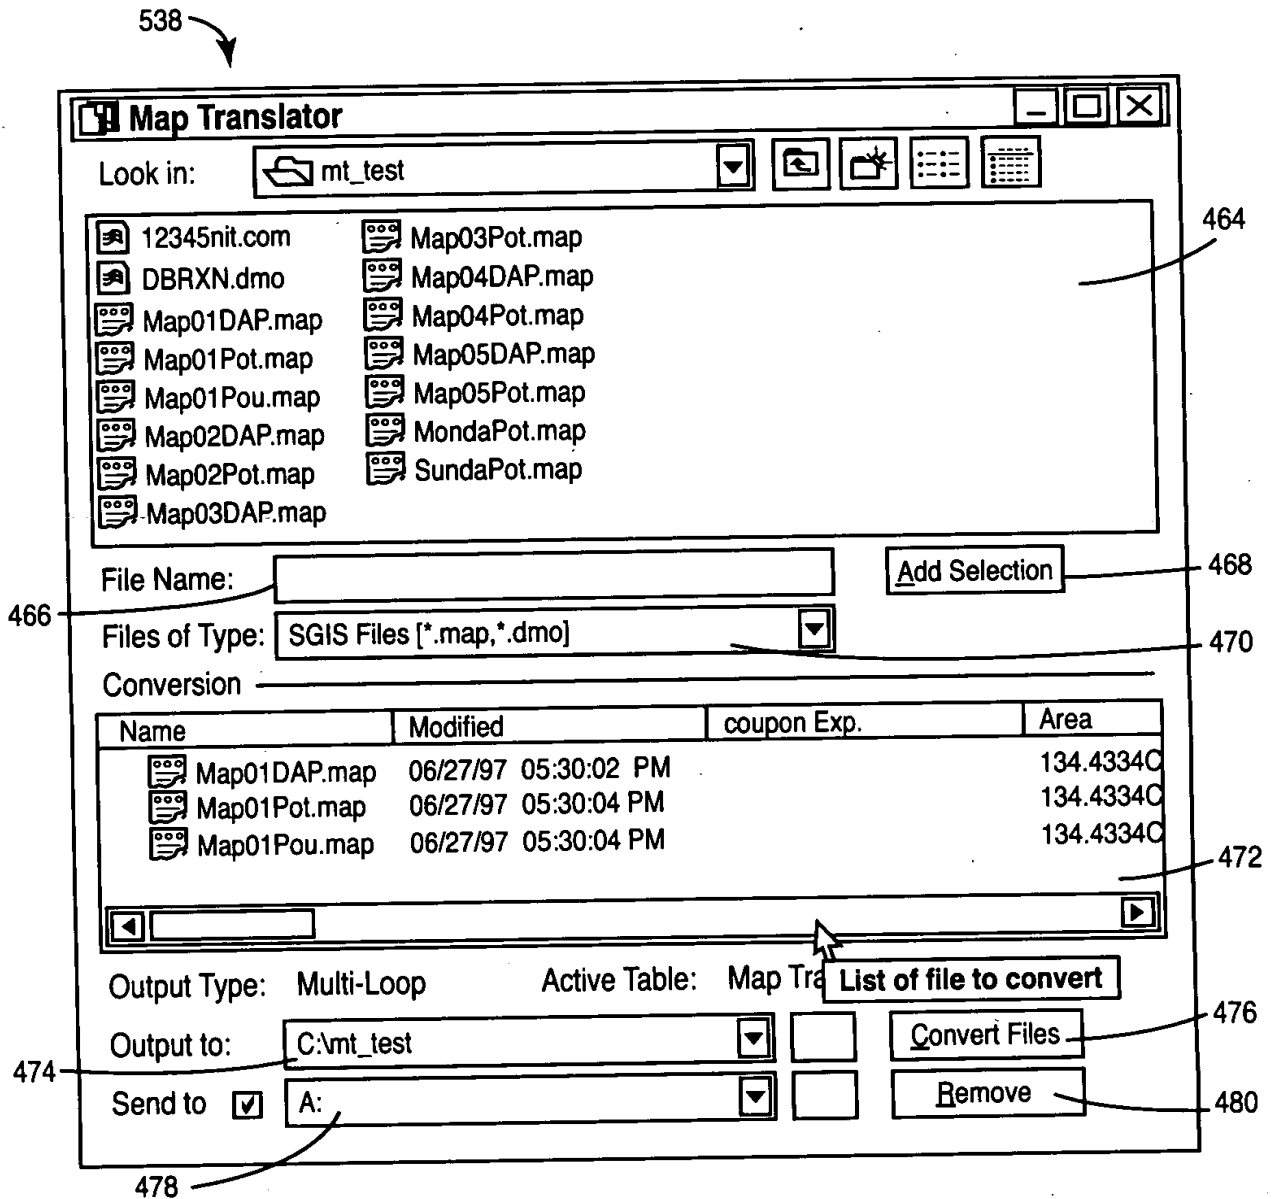 538
Map Translator
Look in: mt_test
464
12345nit.com Map03Pot.map
DBRXN.dmo Map04DAP.map
Map01DAP.map Map04Pot.map
Map01Pot.map Map05DAP.map
Map01Pou.map Map05Pot.map
Map02DAP.map MondaPot.map
Map02Pot.map SundaPot.map
Map03DAP.map
File Name: Add Selection 468
466
Files of Type: SGIS Files [*.map,*.dmo] 470
Conversion
Name Modified coupon Exp. Area
Map01DAP.map 06/27/97 05:30:02 PM 134.4334C
Map01Pot.map 06/27/97 05:30:04 PM 134.4334C
Map01Pou.map 06/27/97 05:30:04 PM 134.4334C
472
Output Type: Multi-Loop Active Table: Map Tra
List of file to convert
476
Output to: C:\mt_test Convert Files
474
Send to A: Remove 480
478